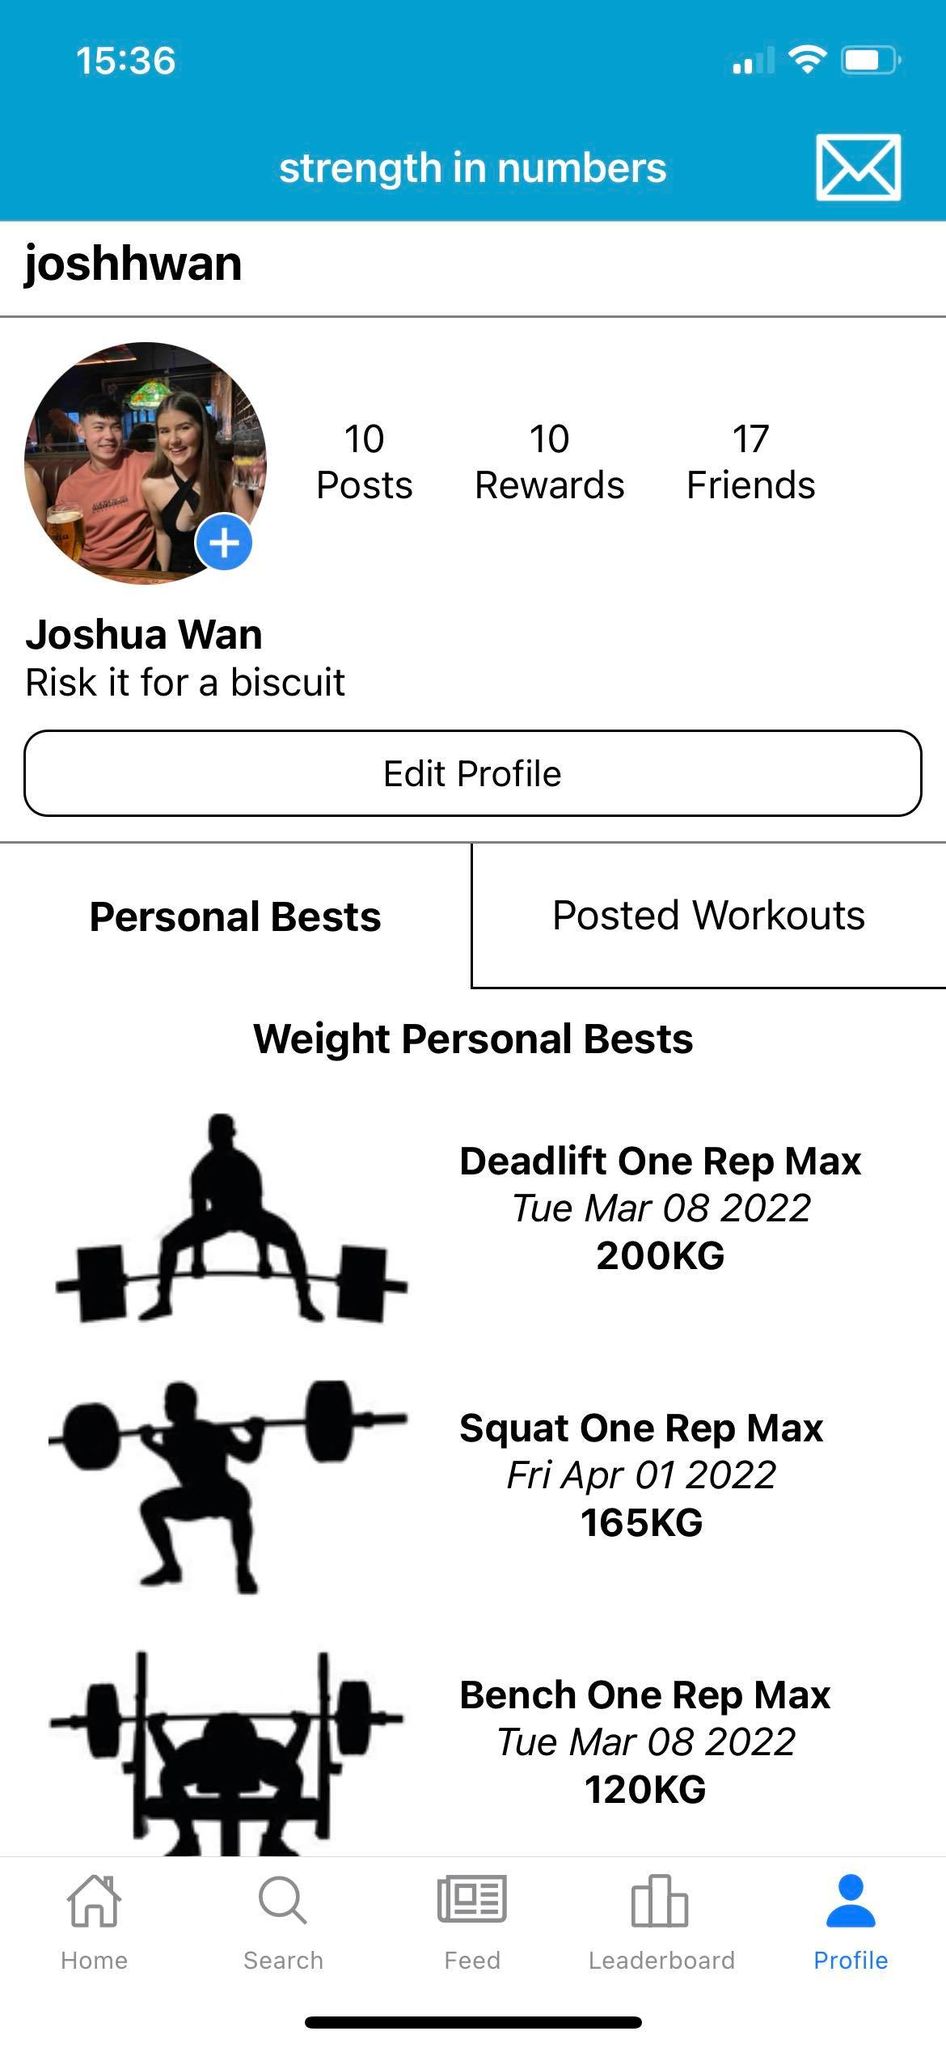 15:36
strength in numbers
joshhwan
10
Posts
10
Rewards
17
Friends
Joshua Wan
Risk it for a biscuit
Edit Profile
Personal Bests
Posted Workouts
Weight Personal Bests
Deadlift One Rep Max
Tue Mar 08 2022
200KG
Squat One Rep Max
Fri Apr 01 2022
165KG
Bench One Rep Max
Tue Mar 08 2022
120KG
Home
Search
Feed
Leaderboard
Profile